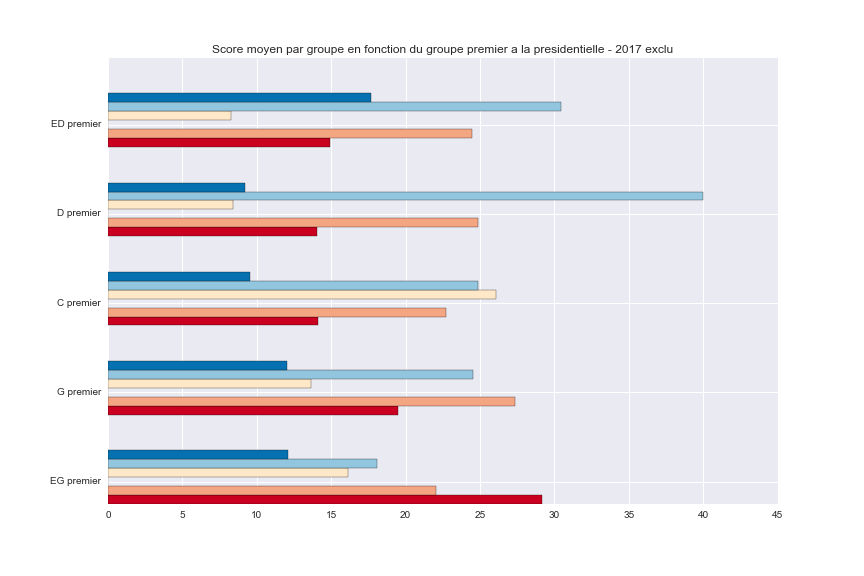 Score moyen par groupe en fonction du groupe premier a la presidentielle - 2017 exclu
ED premier
D premier
C premier
G premier
EG premier
0 5 10 15 20 25 30 35 40 45